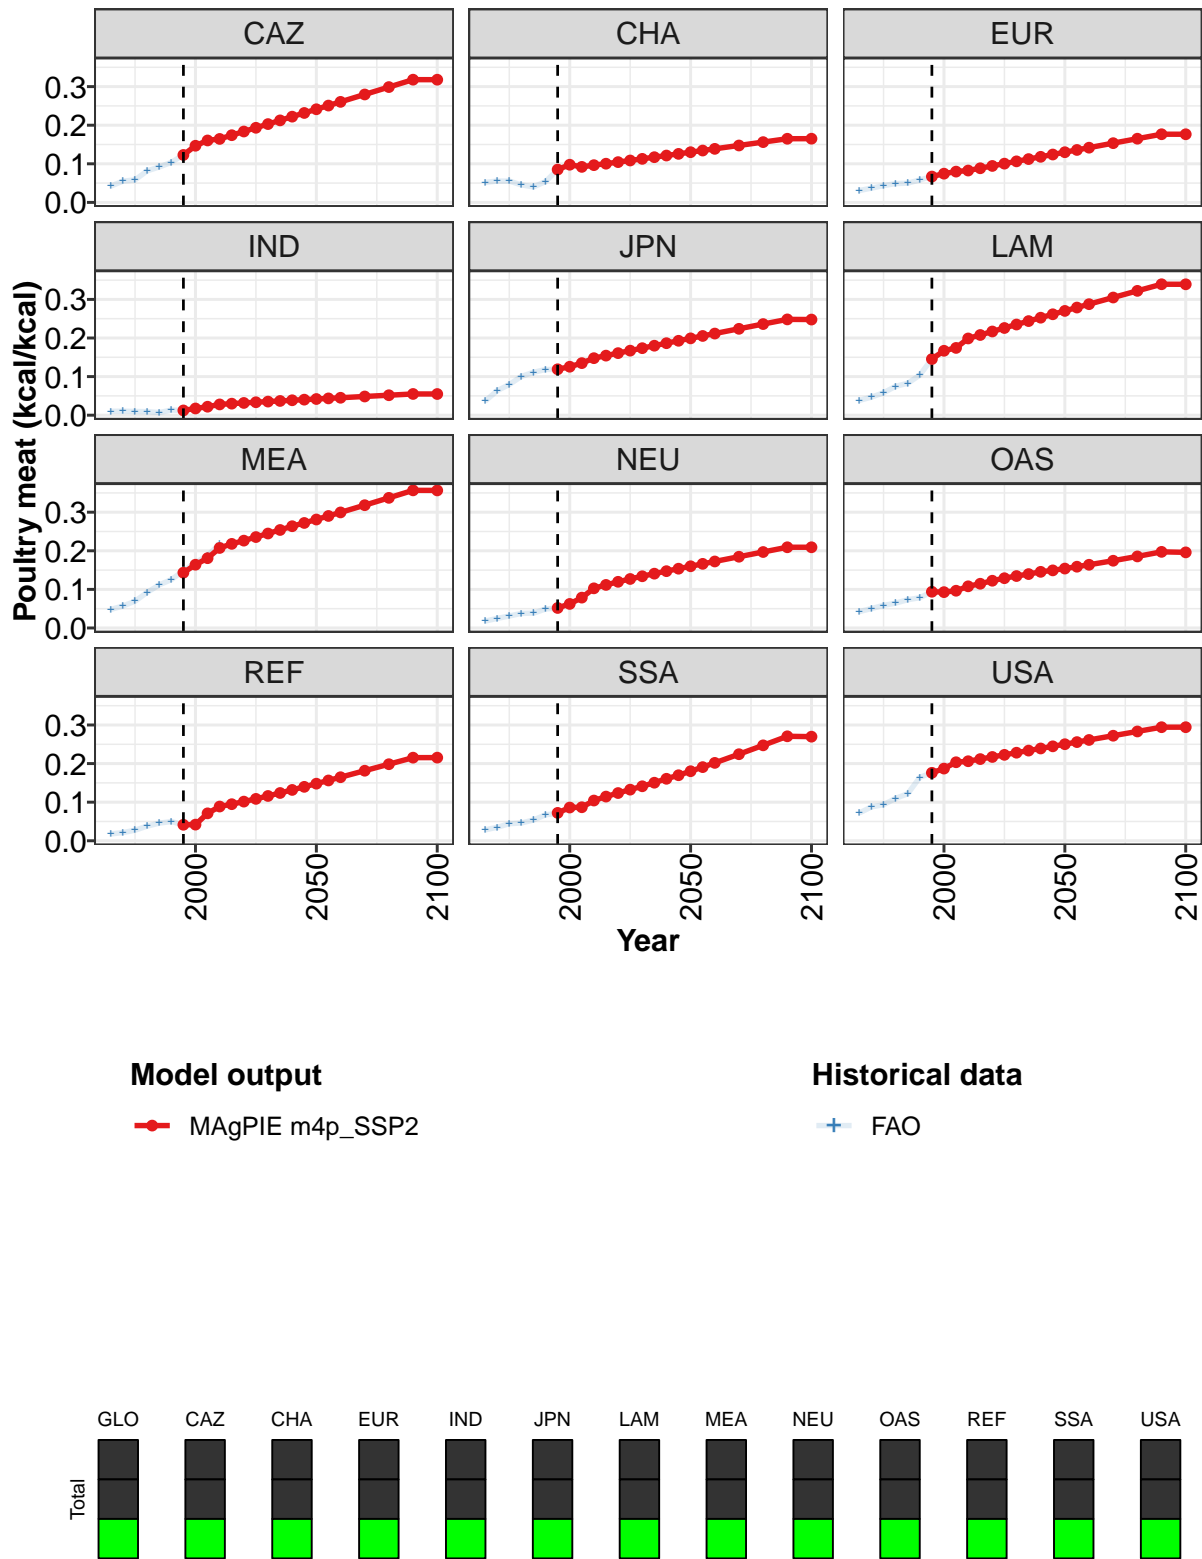 CAZ CHA EUR
0.3
0.2
0.1
0.0
IND JPN LAM
0.3
0.2
0.1
0.0
MEA NEU OAS
0.3
0.2
0.1
0.0
REF SSA USA
0.3
0.2
0.1
0.0
Poultry meat (kcal/kcal)
2000 2050 2100 2000 2050 2100 2000 2050 2100
Year
Model output Historical data
MAgPIE m4p_SSP2 FAO
GLO CAZ CHA EUR IND JPN LAM MEA NEU OAS REF SSA USA
Total